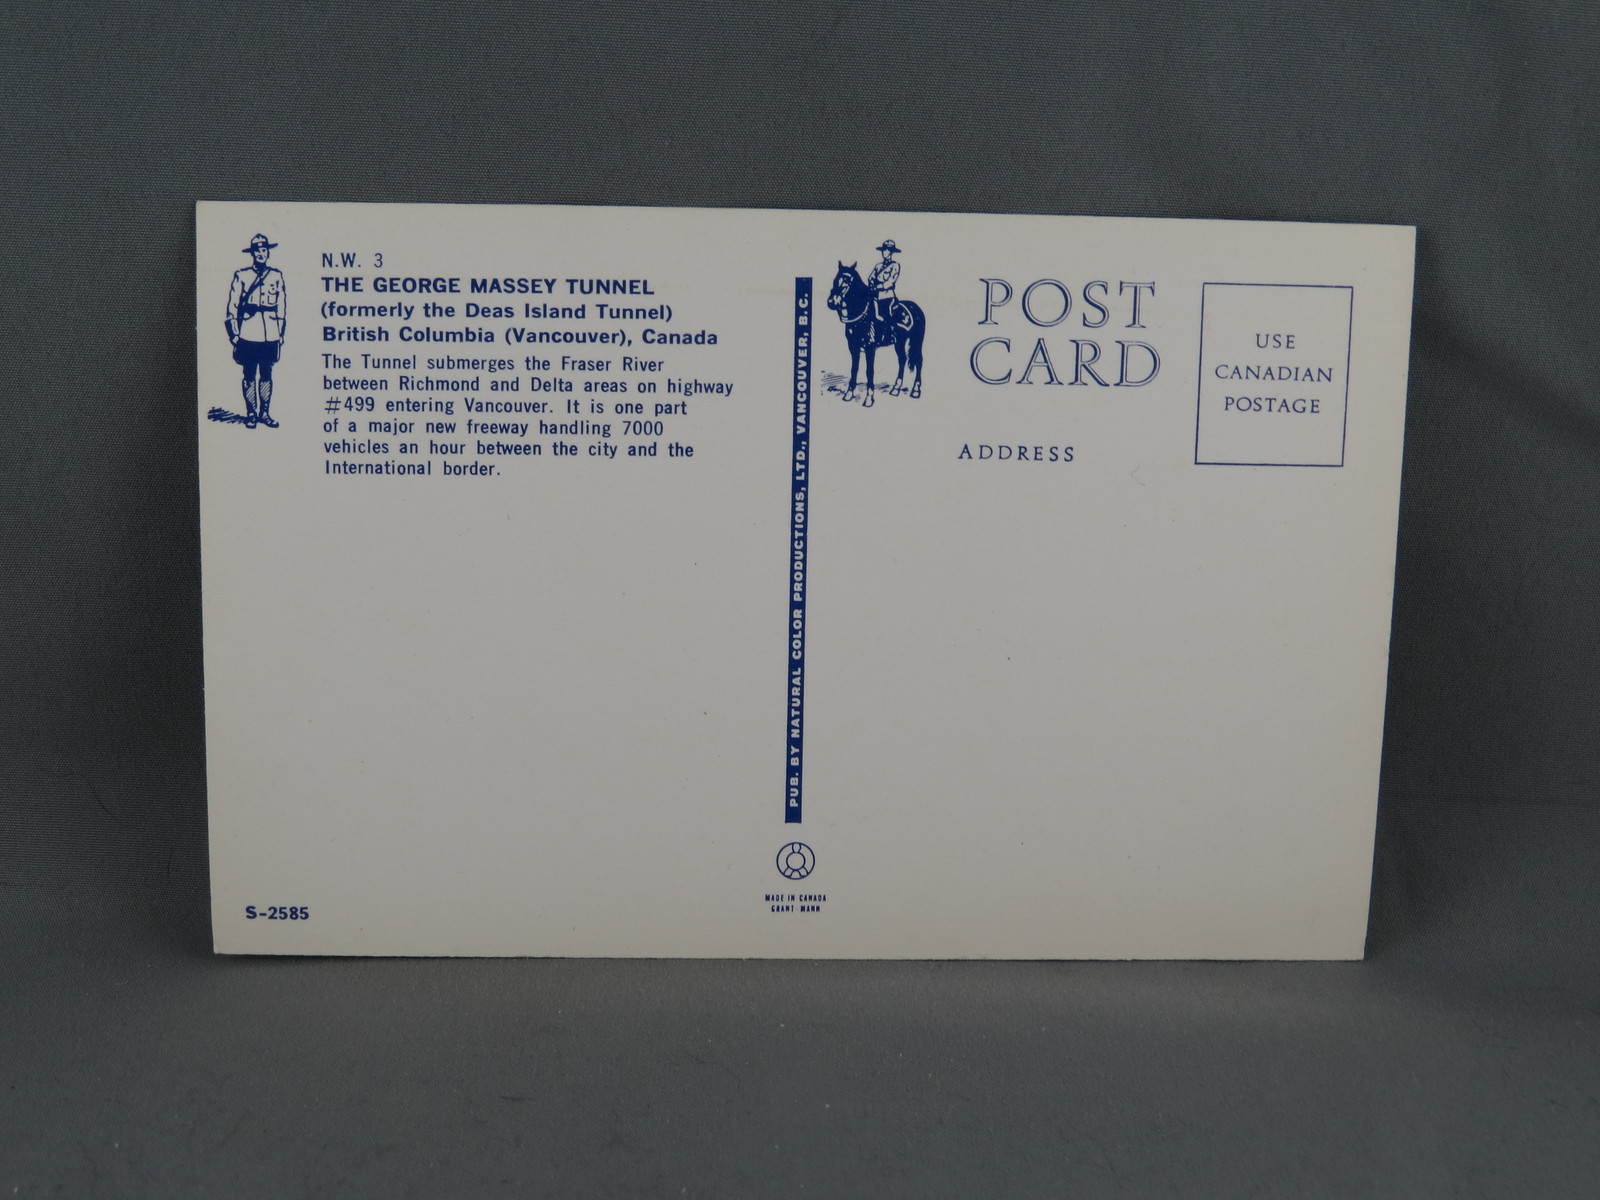 N.W. 3
THE GEORGE MASSEY TUNNEL
(formerly the Deas Island Tunnel)
British Columbia (Vancouver), Canada
The Tunnel submerges the Fraser River
between Richmond and Delta areas on highway
#499 entering Vancouver. It is one part
of a major new freeway handling 7000
vehicles an hour between the city and the
International border.
S-2585
PUB. BY NATURAL COLOR PRODUCTIONS, LTD., VANCOUVER, B.C.
MADE IN CANADA
GRANT-MANN
POST
CARD
ADDRESS
USE
CANADIAN
POSTAGE